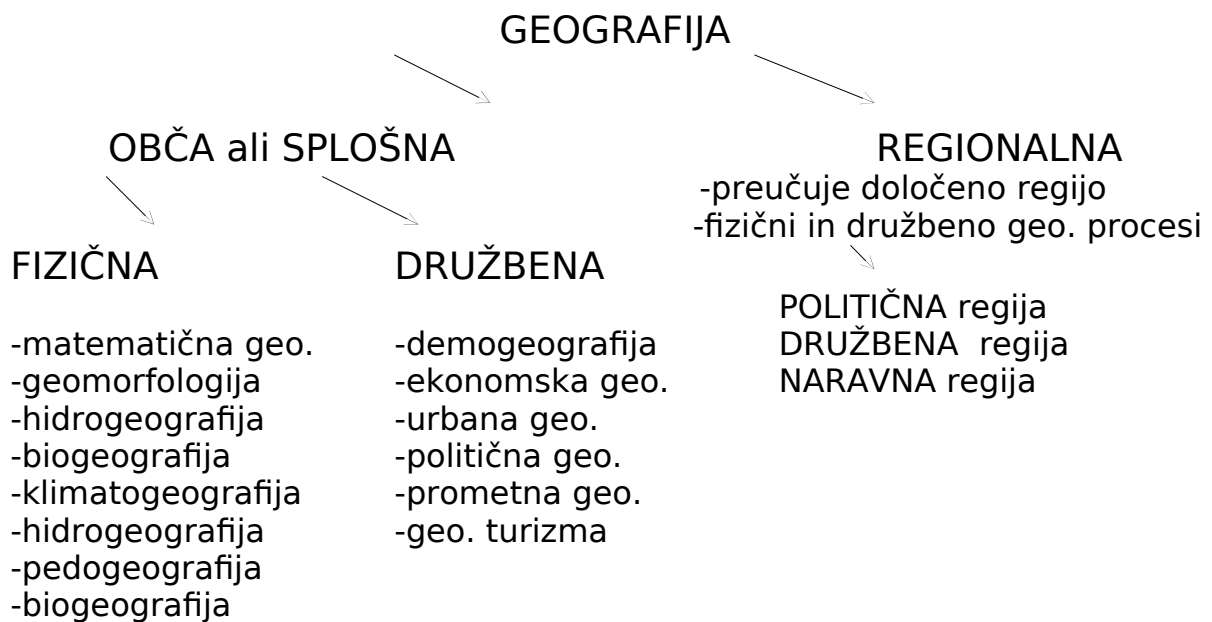 GEOGRAFIJA
OBČA ali SPLOŠNA
FIZIČNA
-matematična geo.
-geomorfologija
-hidrogeografija
-biogeografija
-klimatogeografija
-hidrogeografija
-pedogeografija
-biogeografija
DRUŽBENA
-demogeografija
-ekonomska geo.
-urbana geo.
-politična geo.
-prometna geo.
-geo. turizma
REGIONALNA
-preučuje določeno regijo
-fizični in družbeno geo. procesi
POLITIČNA regija
DRUŽBENA  regija
NARAVNA regija